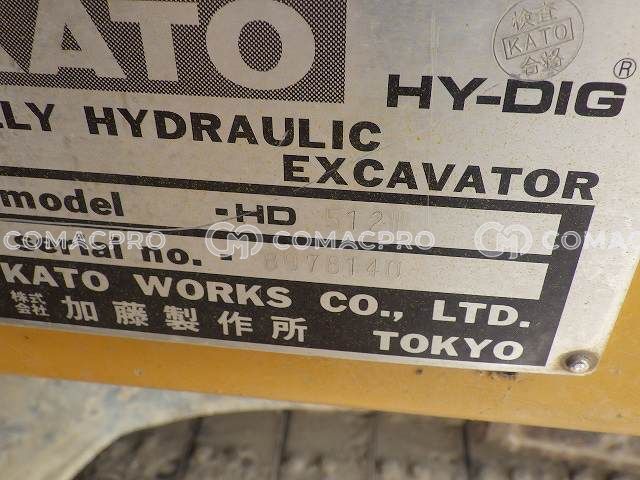 KATO
検査
KATO
合格
HY-DIG®
HYDRAULIC
EXCAVATOR
model -HD 512
serial no.
COMACPRO COMACPRO COMACPRO
KATO WORKS CO., LTD.
株式会社 加藤製作所 TOKYO